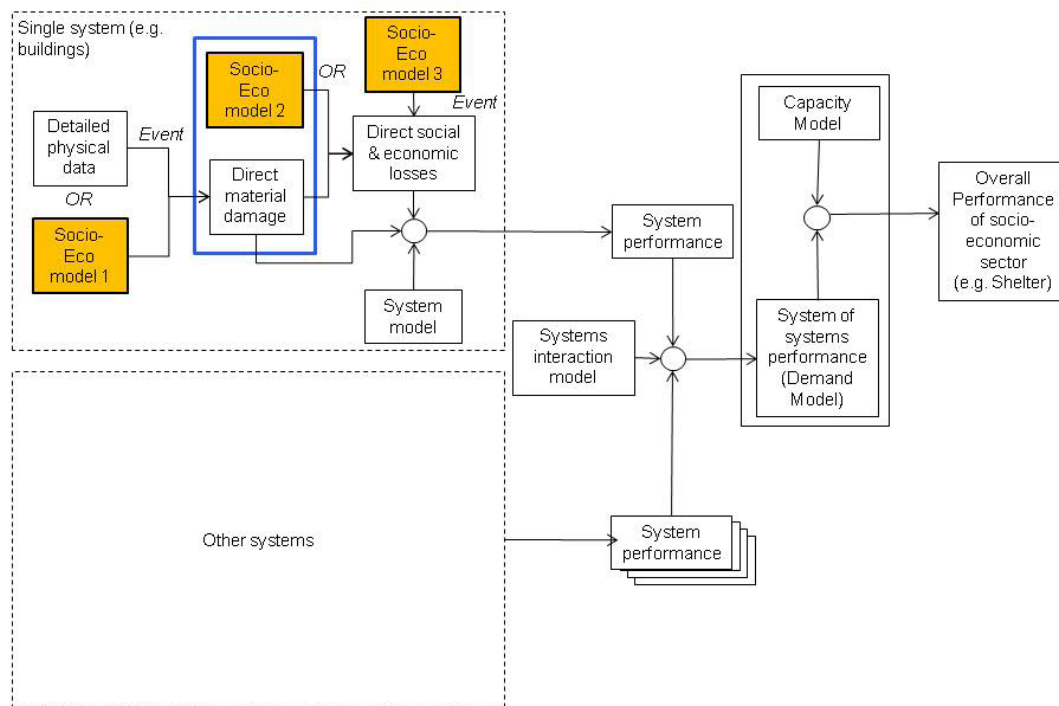 Single system (e.g.
buildings)
Socio-
Eco
model 2
OR
Socio-
Eco
model 3
Event
Detailed
physical
data
Event
OR
Socio-
Eco
model 1
Direct
material
damage
Direct social
& economic
losses
System
model
System
performance
Systems
interaction
model
Capacity
Model
System of
systems
performance
(Demand
Model)
Overall
Performance
of socio-
economic
sector
(e.g. Shelter)
Other systems
System
performance